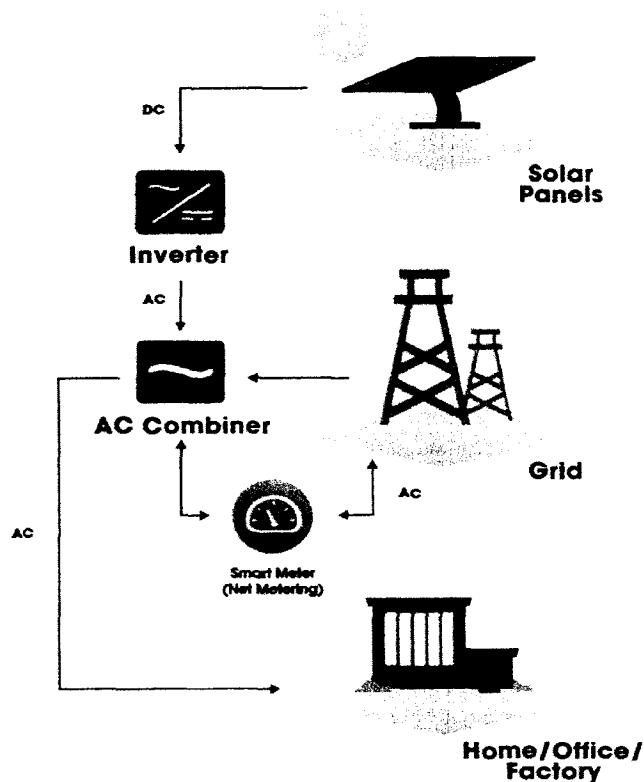 DC
Solar
Panels
Inverter
AC
AC Combiner
Grid
AC
AC
Smart Meter
(Net Metering)
Home/Office/
Factory